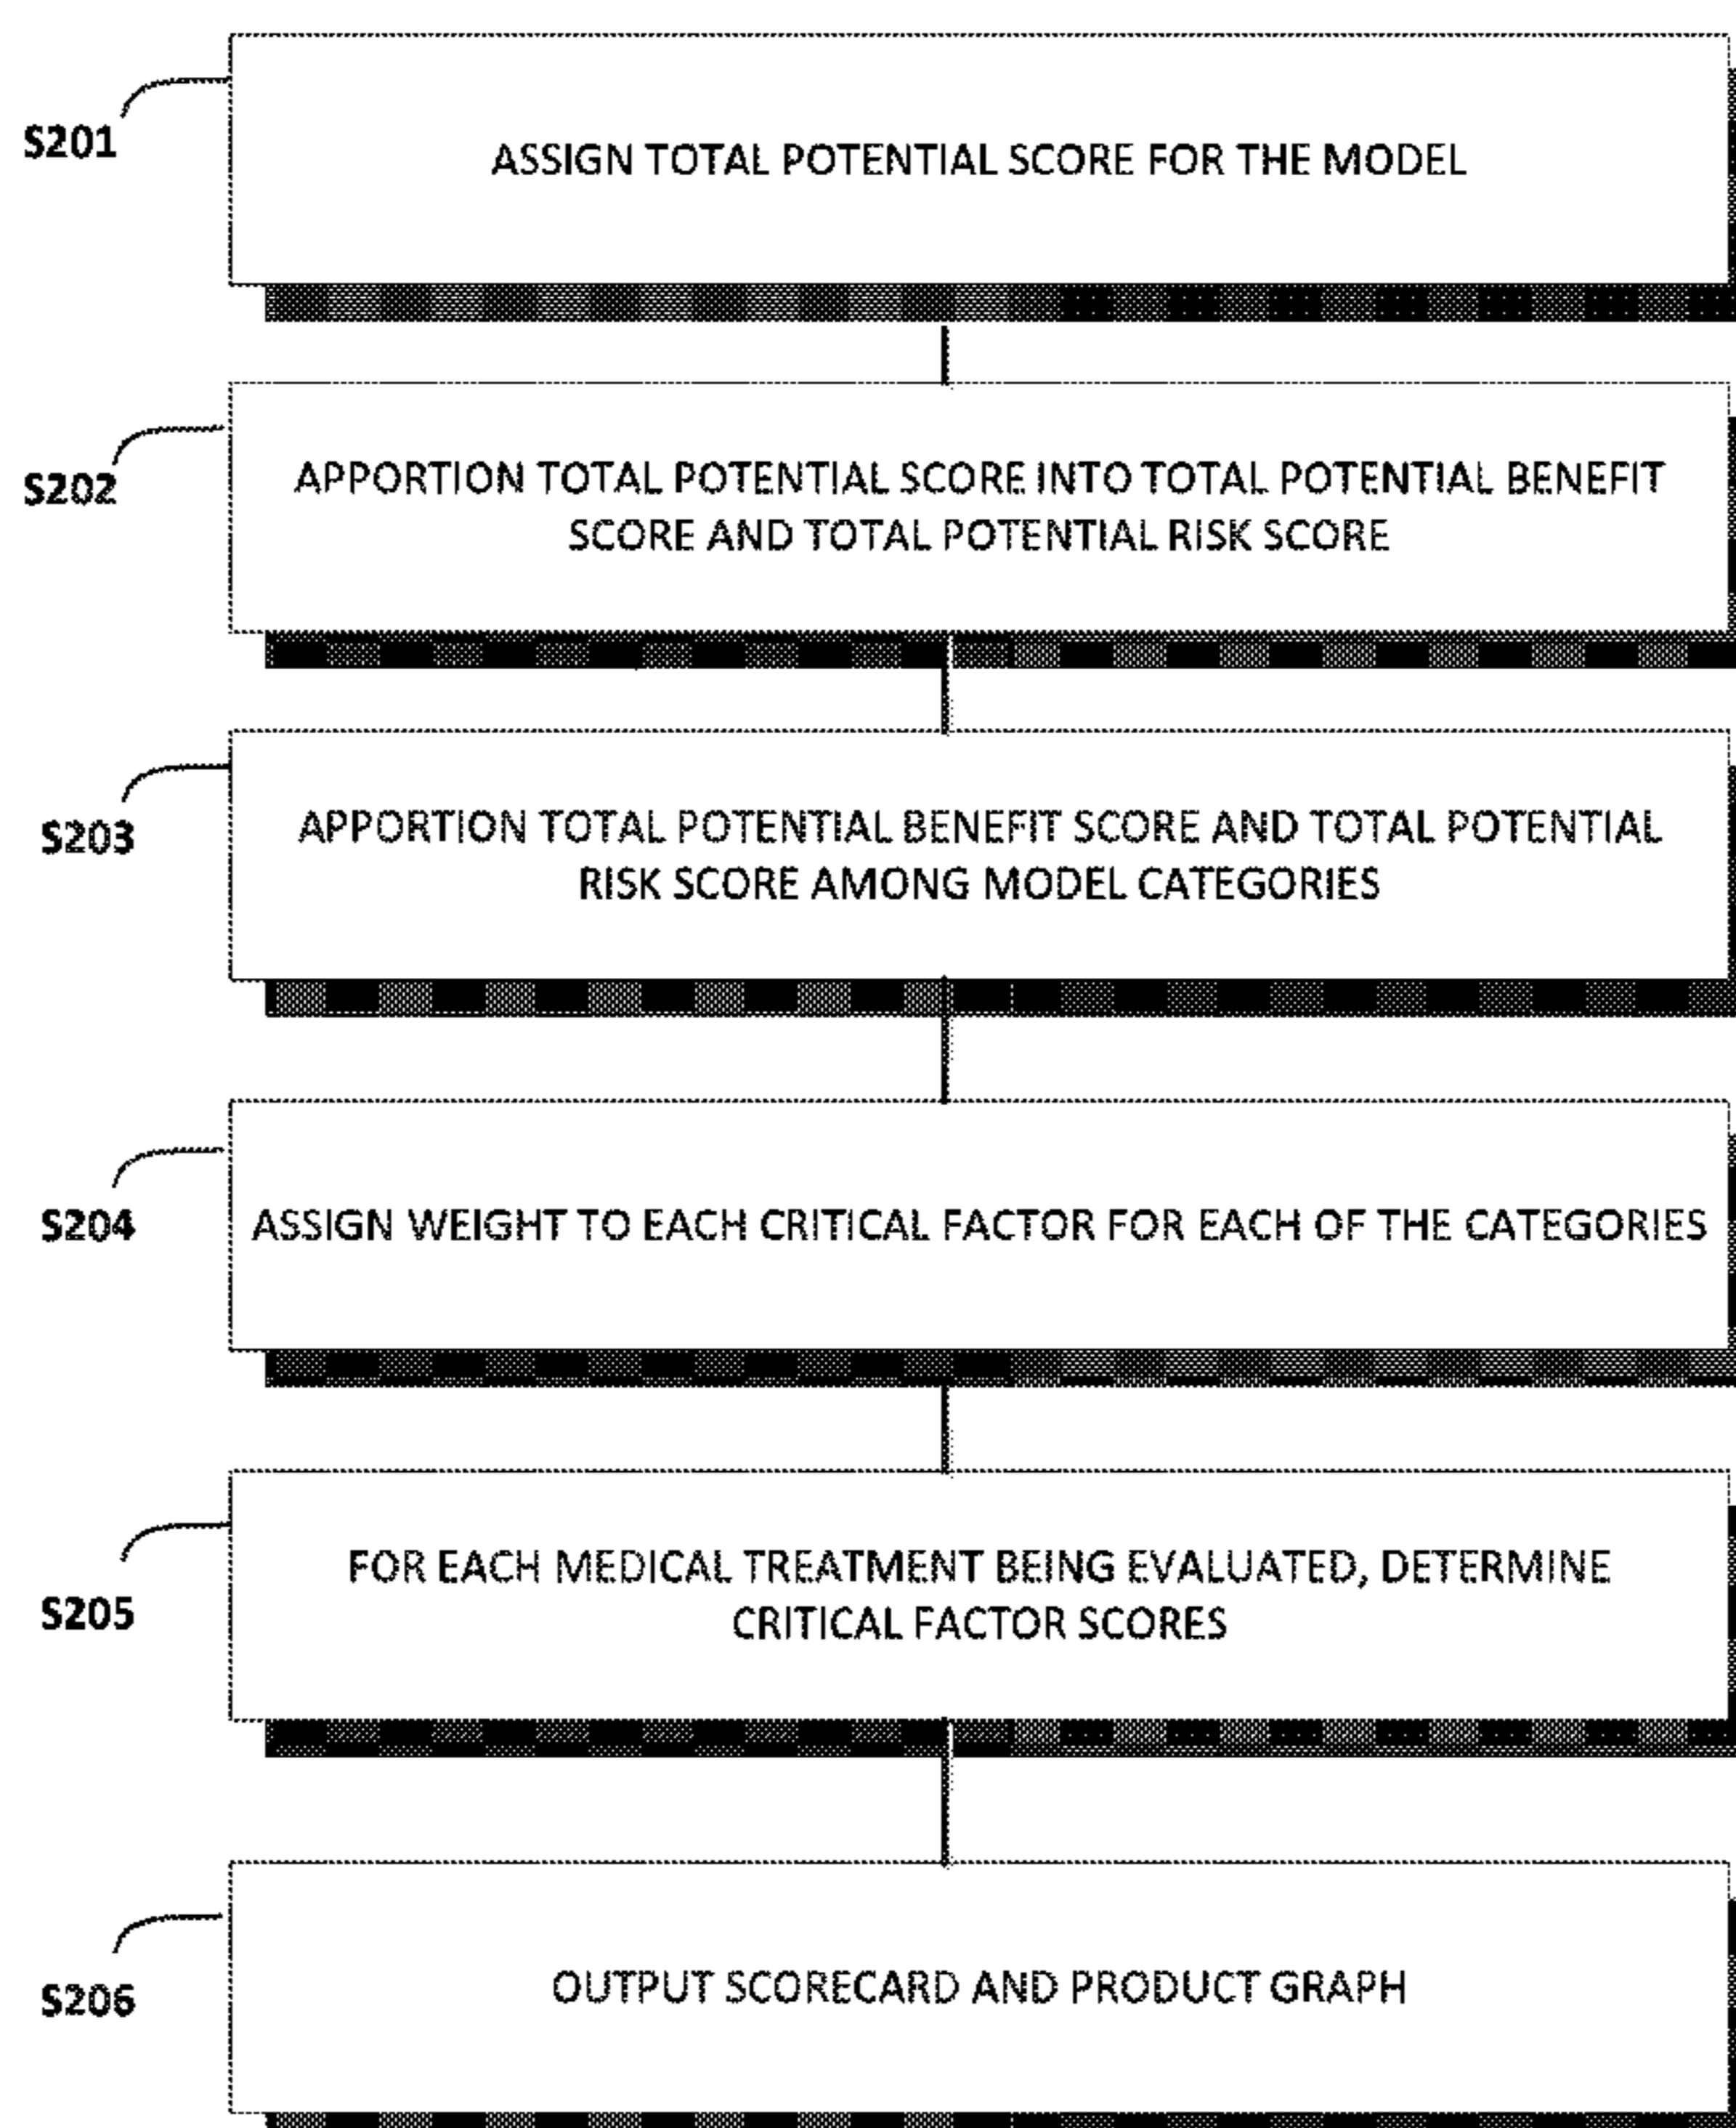 S201
ASSIGN TOTAL POTENTIAL SCORE FOR THE MODEL
S202
APPORTION TOTAL POTENTIAL SCORE INTO TOTAL POTENTIAL BENEFIT
SCORE AND TOTAL POTENTIAL RISK SCORE
S203
APPORTION TOTAL POTENTIAL BENEFIT SCORE AND TOTAL POTENTIAL
RISK SCORE AMONG MODEL CATEGORIES
S204
ASSIGN WEIGHT TO EACH CRITICAL FACTOR FOR EACH OF THE CATEGORIES
S205
FOR EACH MEDICAL TREATMENT BEING EVALUATED, DETERMINE
CRITICAL FACTOR SCORES
S206
OUTPUT SCORECARD AND PRODUCT GRAPH